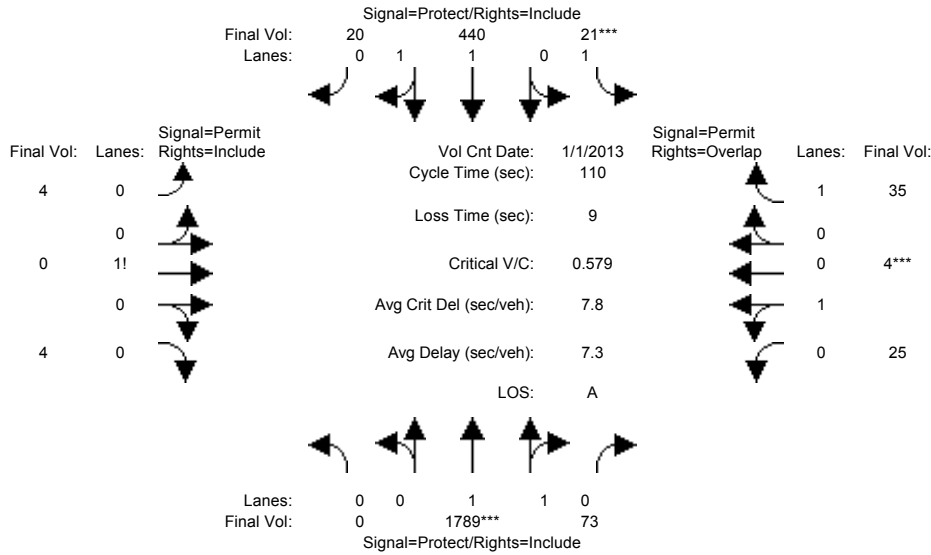 Signal=Protect/Rights=Include
Final Vol: 20 440 21***
Lanes: 0 1 1 0 1
Signal=Permit Signal=Permit
Final Vol: Lanes: Rights=Include Vol Cnt Date: 1/1/2013 Rights=Overlap Lanes: Final Vol:
Cycle Time (sec): 110
4 0 1 35
Loss Time (sec): 9
0 0
0 1! Critical V/C: 0.579 0 4***
0 Avg Crit Del (sec/veh): 7.8 1
4 0 Avg Delay (sec/veh): 7.3 0 25
LOS: A
Lanes: 0 0 1 1 0
Final Vol: 0 1789*** 73
Signal=Protect/Rights=Include